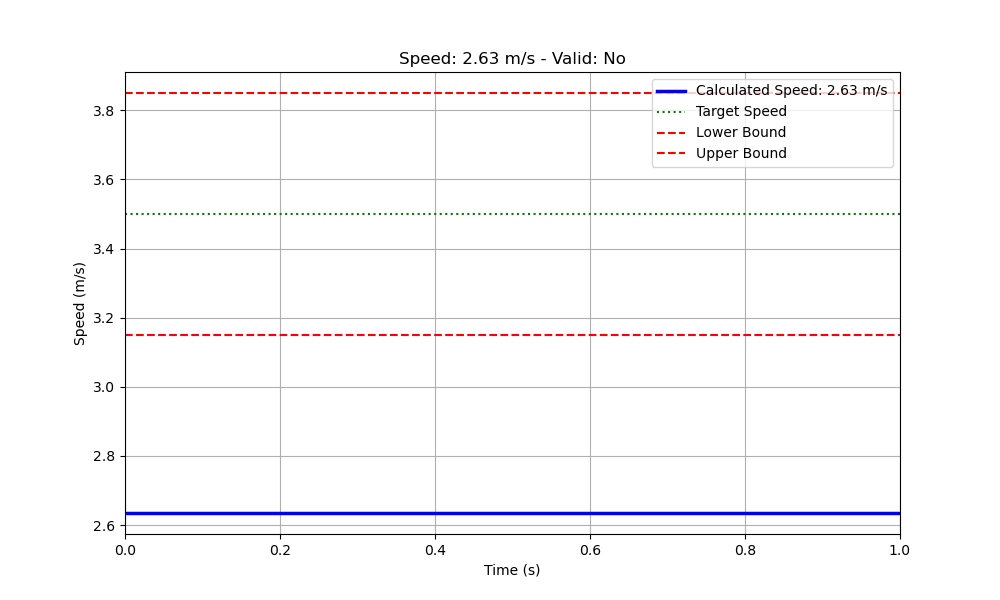 Speed: 2.63 m/s - Valid: No
Calculated Speed: 2.63 m/s
Target Speed
Lower Bound
Upper Bound
Speed (m/s)
3.8
3.6
3.4
3.2
3.0
2.8
2.6
0.0 0.2 0.4 0.6 0.8 1.0
Time (s)